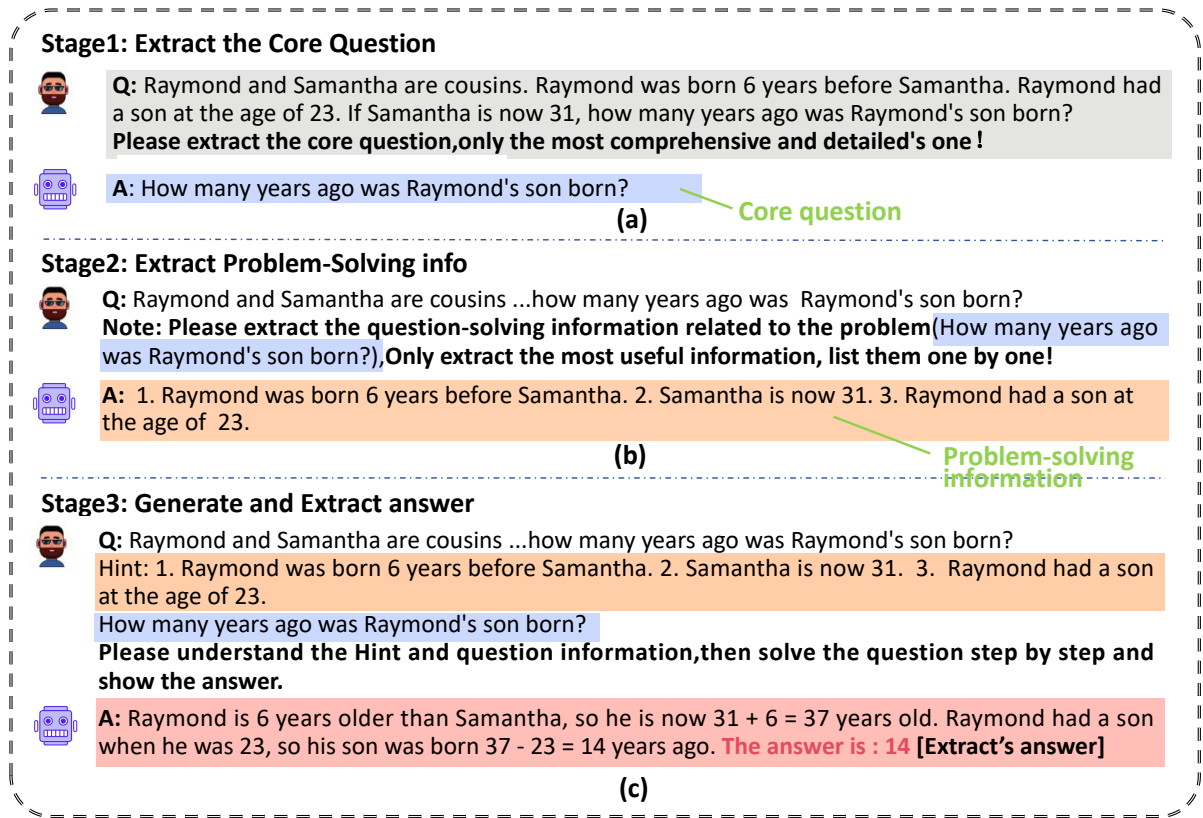 Stage1: Extract the Core Question
Q: Raymond and Samantha are cousins. Raymond was born 6 years before Samantha. Raymond had
a son at the age of 23. If Samantha is now 31, how many years ago was Raymond's son born?
Please extract the core question,only the most comprehensive and detailed's one!
A: How many years ago was Raymond's son born?
Core question
(a)
Stage2: Extract Problem-Solving info
Q: Raymond and Samantha are cousins ...how many years ago was Raymond's son born?
Note: Please extract the question-solving information related to the problem(How many years ago
was Raymond's son born?),Only extract the most useful information, list them one by one!
A: 1. Raymond was born 6 years before Samantha. 2. Samantha is now 31. 3. Raymond had a son at
the age of 23.
(b)
Problem-solving
information
Stage3: Generate and Extract answer
Q: Raymond and Samantha are cousins ...how many years ago was Raymond's son born?
Hint: 1. Raymond was born 6 years before Samantha. 2. Samantha is now 31. 3. Raymond had a son
at the age of 23.
How many years ago was Raymond's son born?
Please understand the Hint and question information,then solve the question step by step and
show the answer.
A: Raymond is 6 years older than Samantha, so he is now 31 + 6 = 37 years old. Raymond had a son
when he was 23, so his son was born 37 - 23 = 14 years ago. The answer is : 14 [Extract's answer]
(c)